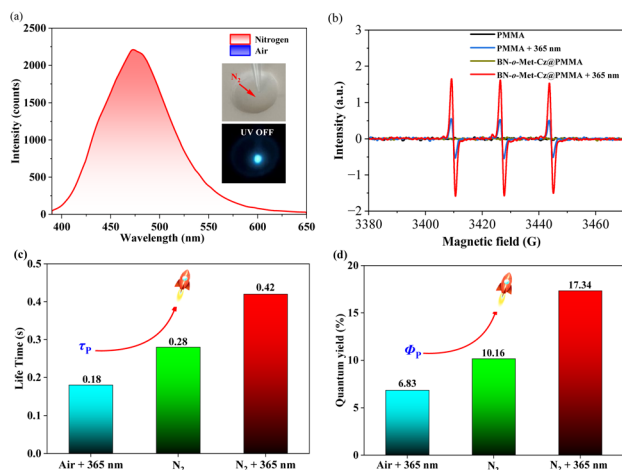 (a)
2500
2000
1500
1000
500
0
400
450
500
550
600
650
Intensity (counts)
Wavelength (nm)
Nitrogen
Air
N₂
UV OFF
(b)
3
2
1
0
−1
−2
3380
3400
3420
3440
3460
Intensity (a.u.)
Magnetic field (G)
PMMA
PMMA + 365 nm
BN-o-Met-Cz@PMMA
BN-o-Met-Cz@PMMA + 365 nm
(c)
0.5
0.4
0.3
0.2
0.1
0.0
Life Time (s)
τP
0.18
0.28
0.42
Air + 365 nm
N₂
N₂ + 365 nm
(d)
20
15
10
5
0
Quantum yield (%)
ΦP
6.83
10.16
17.34
Air + 365 nm
N₂
N₂ + 365 nm